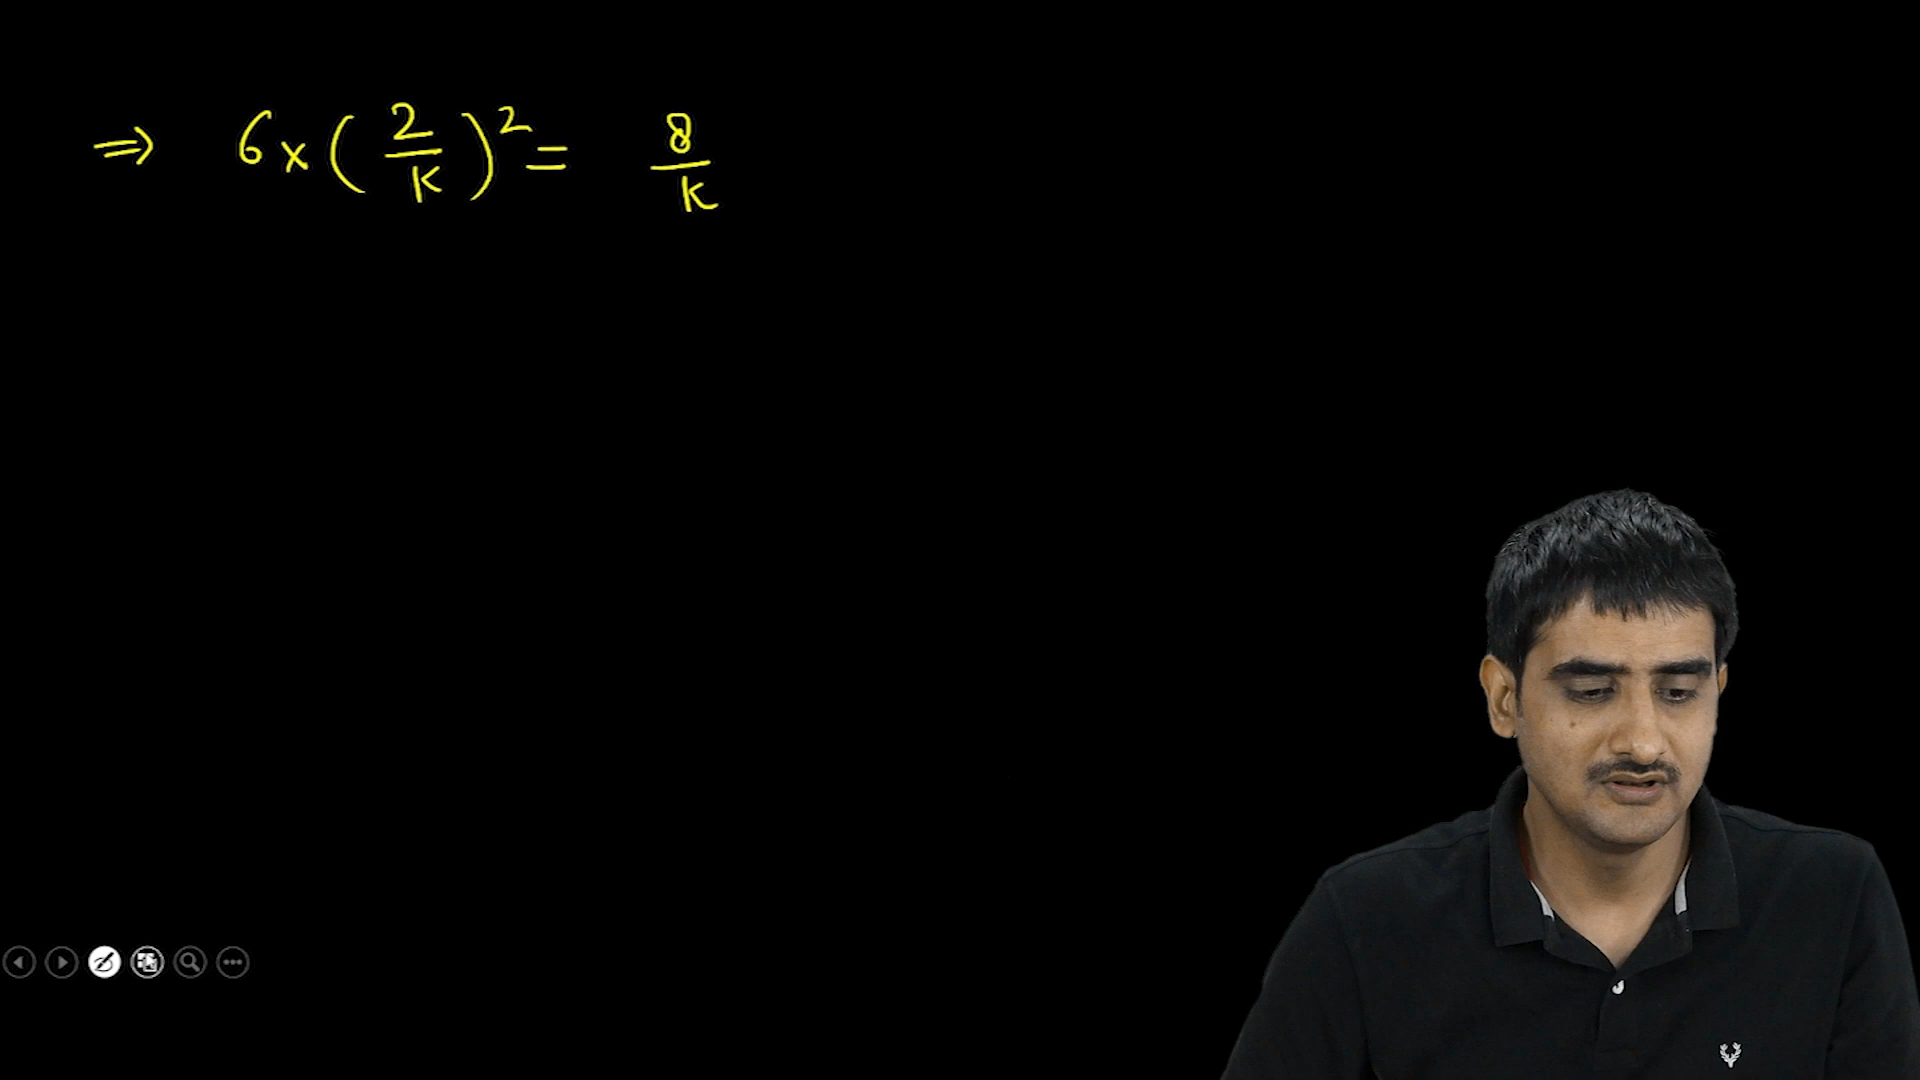 ⇒ 6 × (2/k)² = 8/k